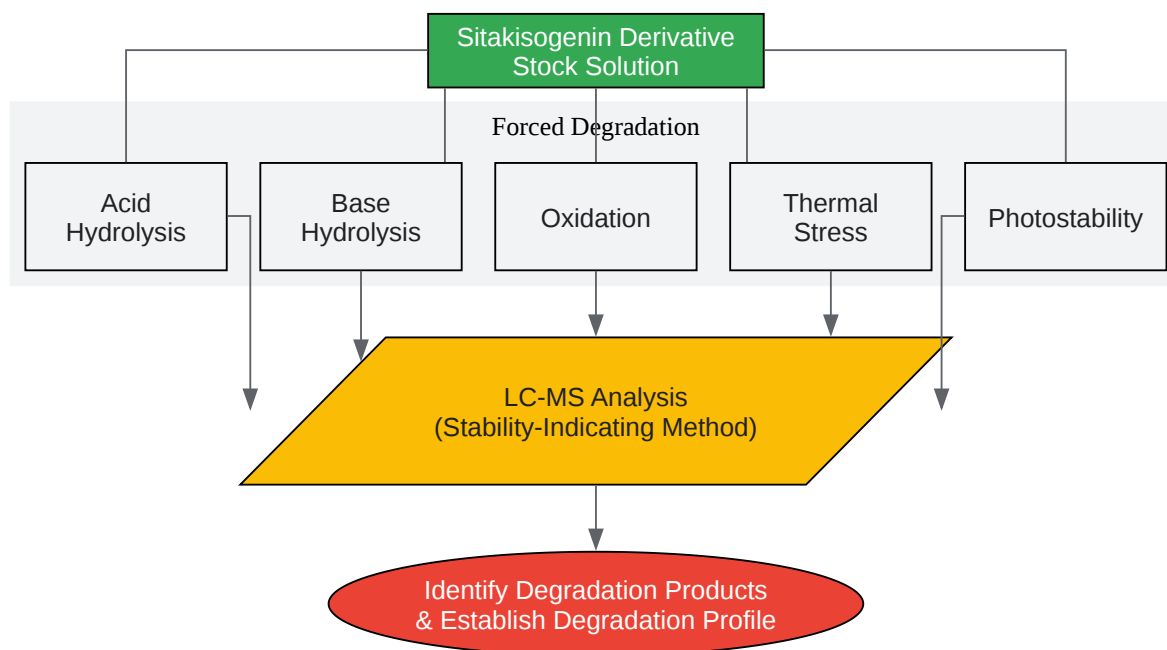 Sitakisogenin Derivative
Stock Solution
Forced Degradation
Acid
Hydrolysis
Base
Hydrolysis
Oxidation
Thermal
Stress
Photostability
LC-MS Analysis
(Stability-Indicating Method)
Identify Degradation Products
& Establish Degradation Profile